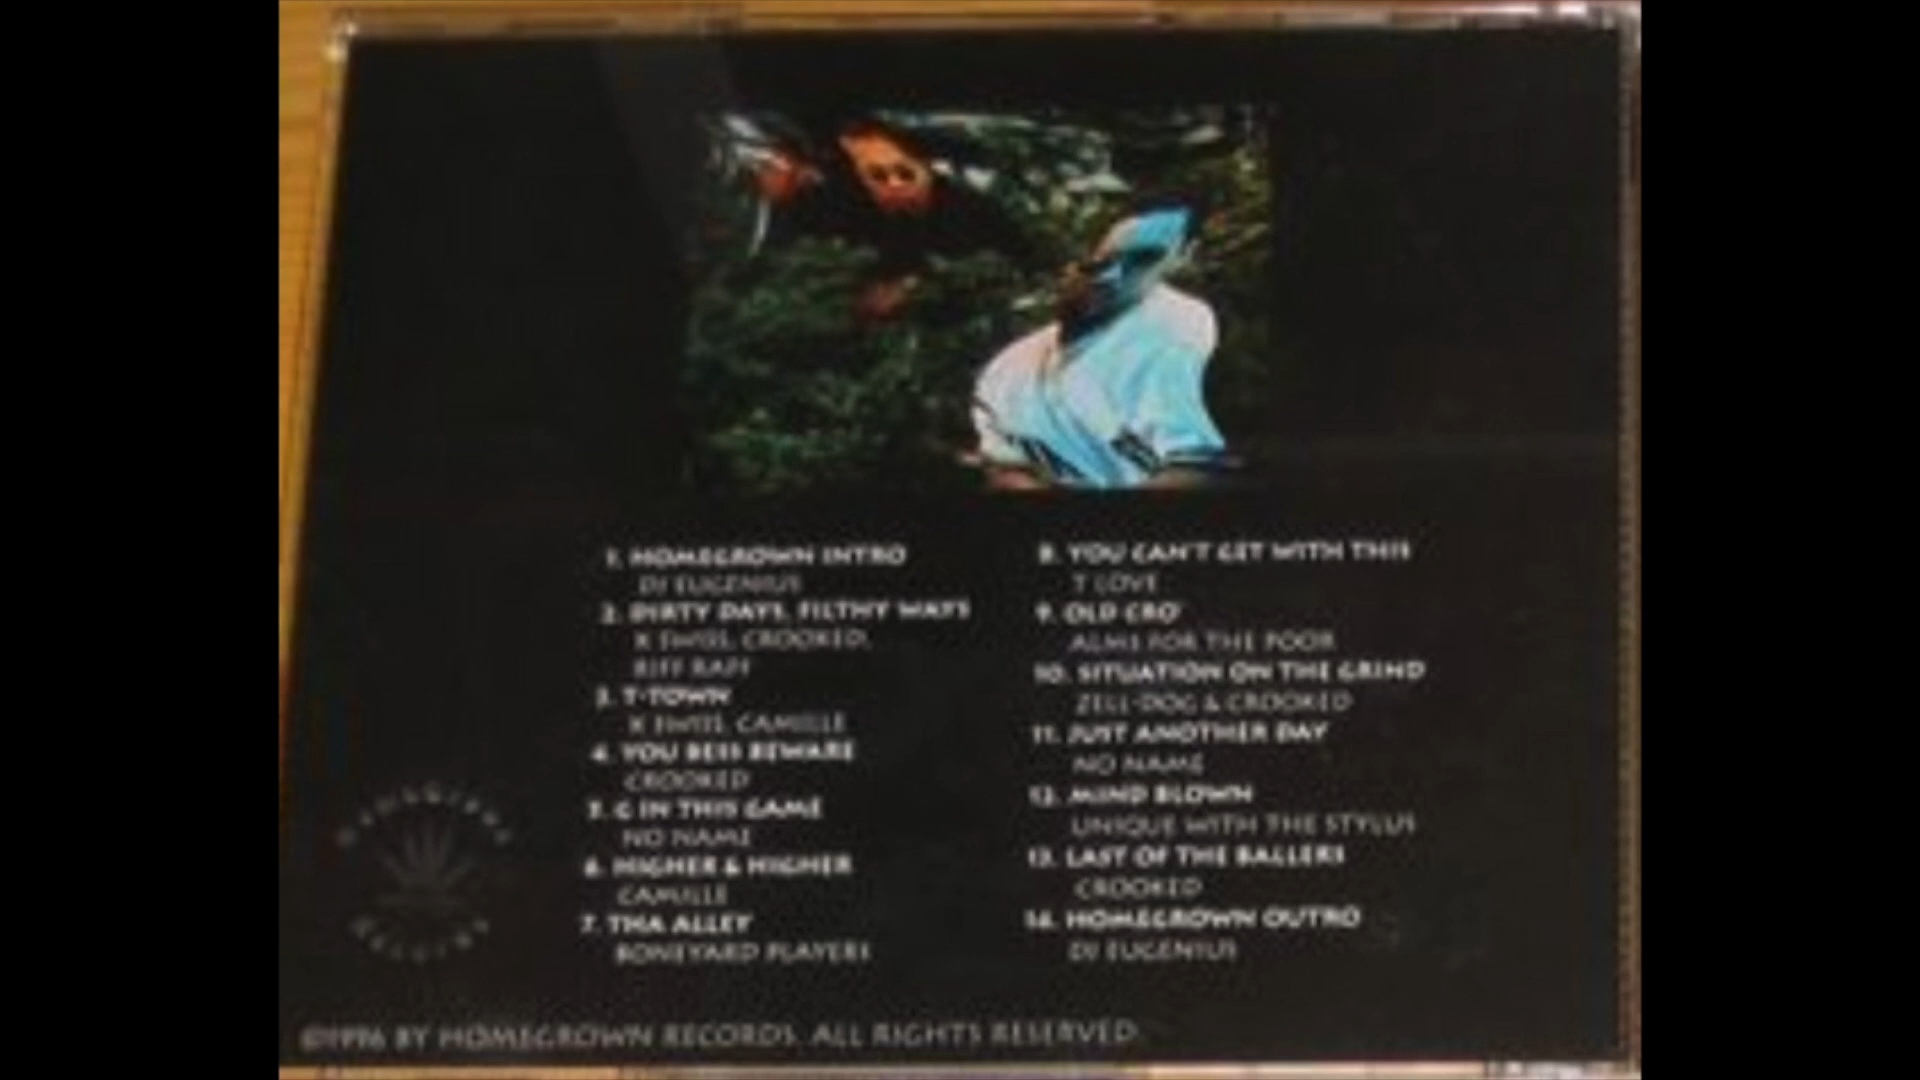 1. HOMEGROWN INTRO
DJ EUGENIUS
2. DIRTY DAYS, FILTHY WAYS
K SWISS, CROOKED,
RIFF RAFF
3. T-TOWN
K SWISS, CAMILLE
4. YOU BESS BEWARE
CROOKED
5. G IN THIS GAME
NO NAME
6. HIGHER & HIGHER
CAMILLE
7. THA ALLEY
BONEYARD PLAYERS
8. YOU CAN'T GET WITH THIS
T LOVE
9. OLD CRO'
ALMS FOR THE POOR
10. SITUATION ON THE GRIND
ZELL-DOG & CROOKED
11. JUST ANOTHER DAY
NO NAME
12. MIND BLOWN
UNIQUE WITH THE STYLUS
13. LAST OF THE BALLERS
CROOKED
14. HOMEGROWN OUTRO
DJ EUGENIUS
©1996 BY HOMEGROWN RECORDS. ALL RIGHTS RESERVED.